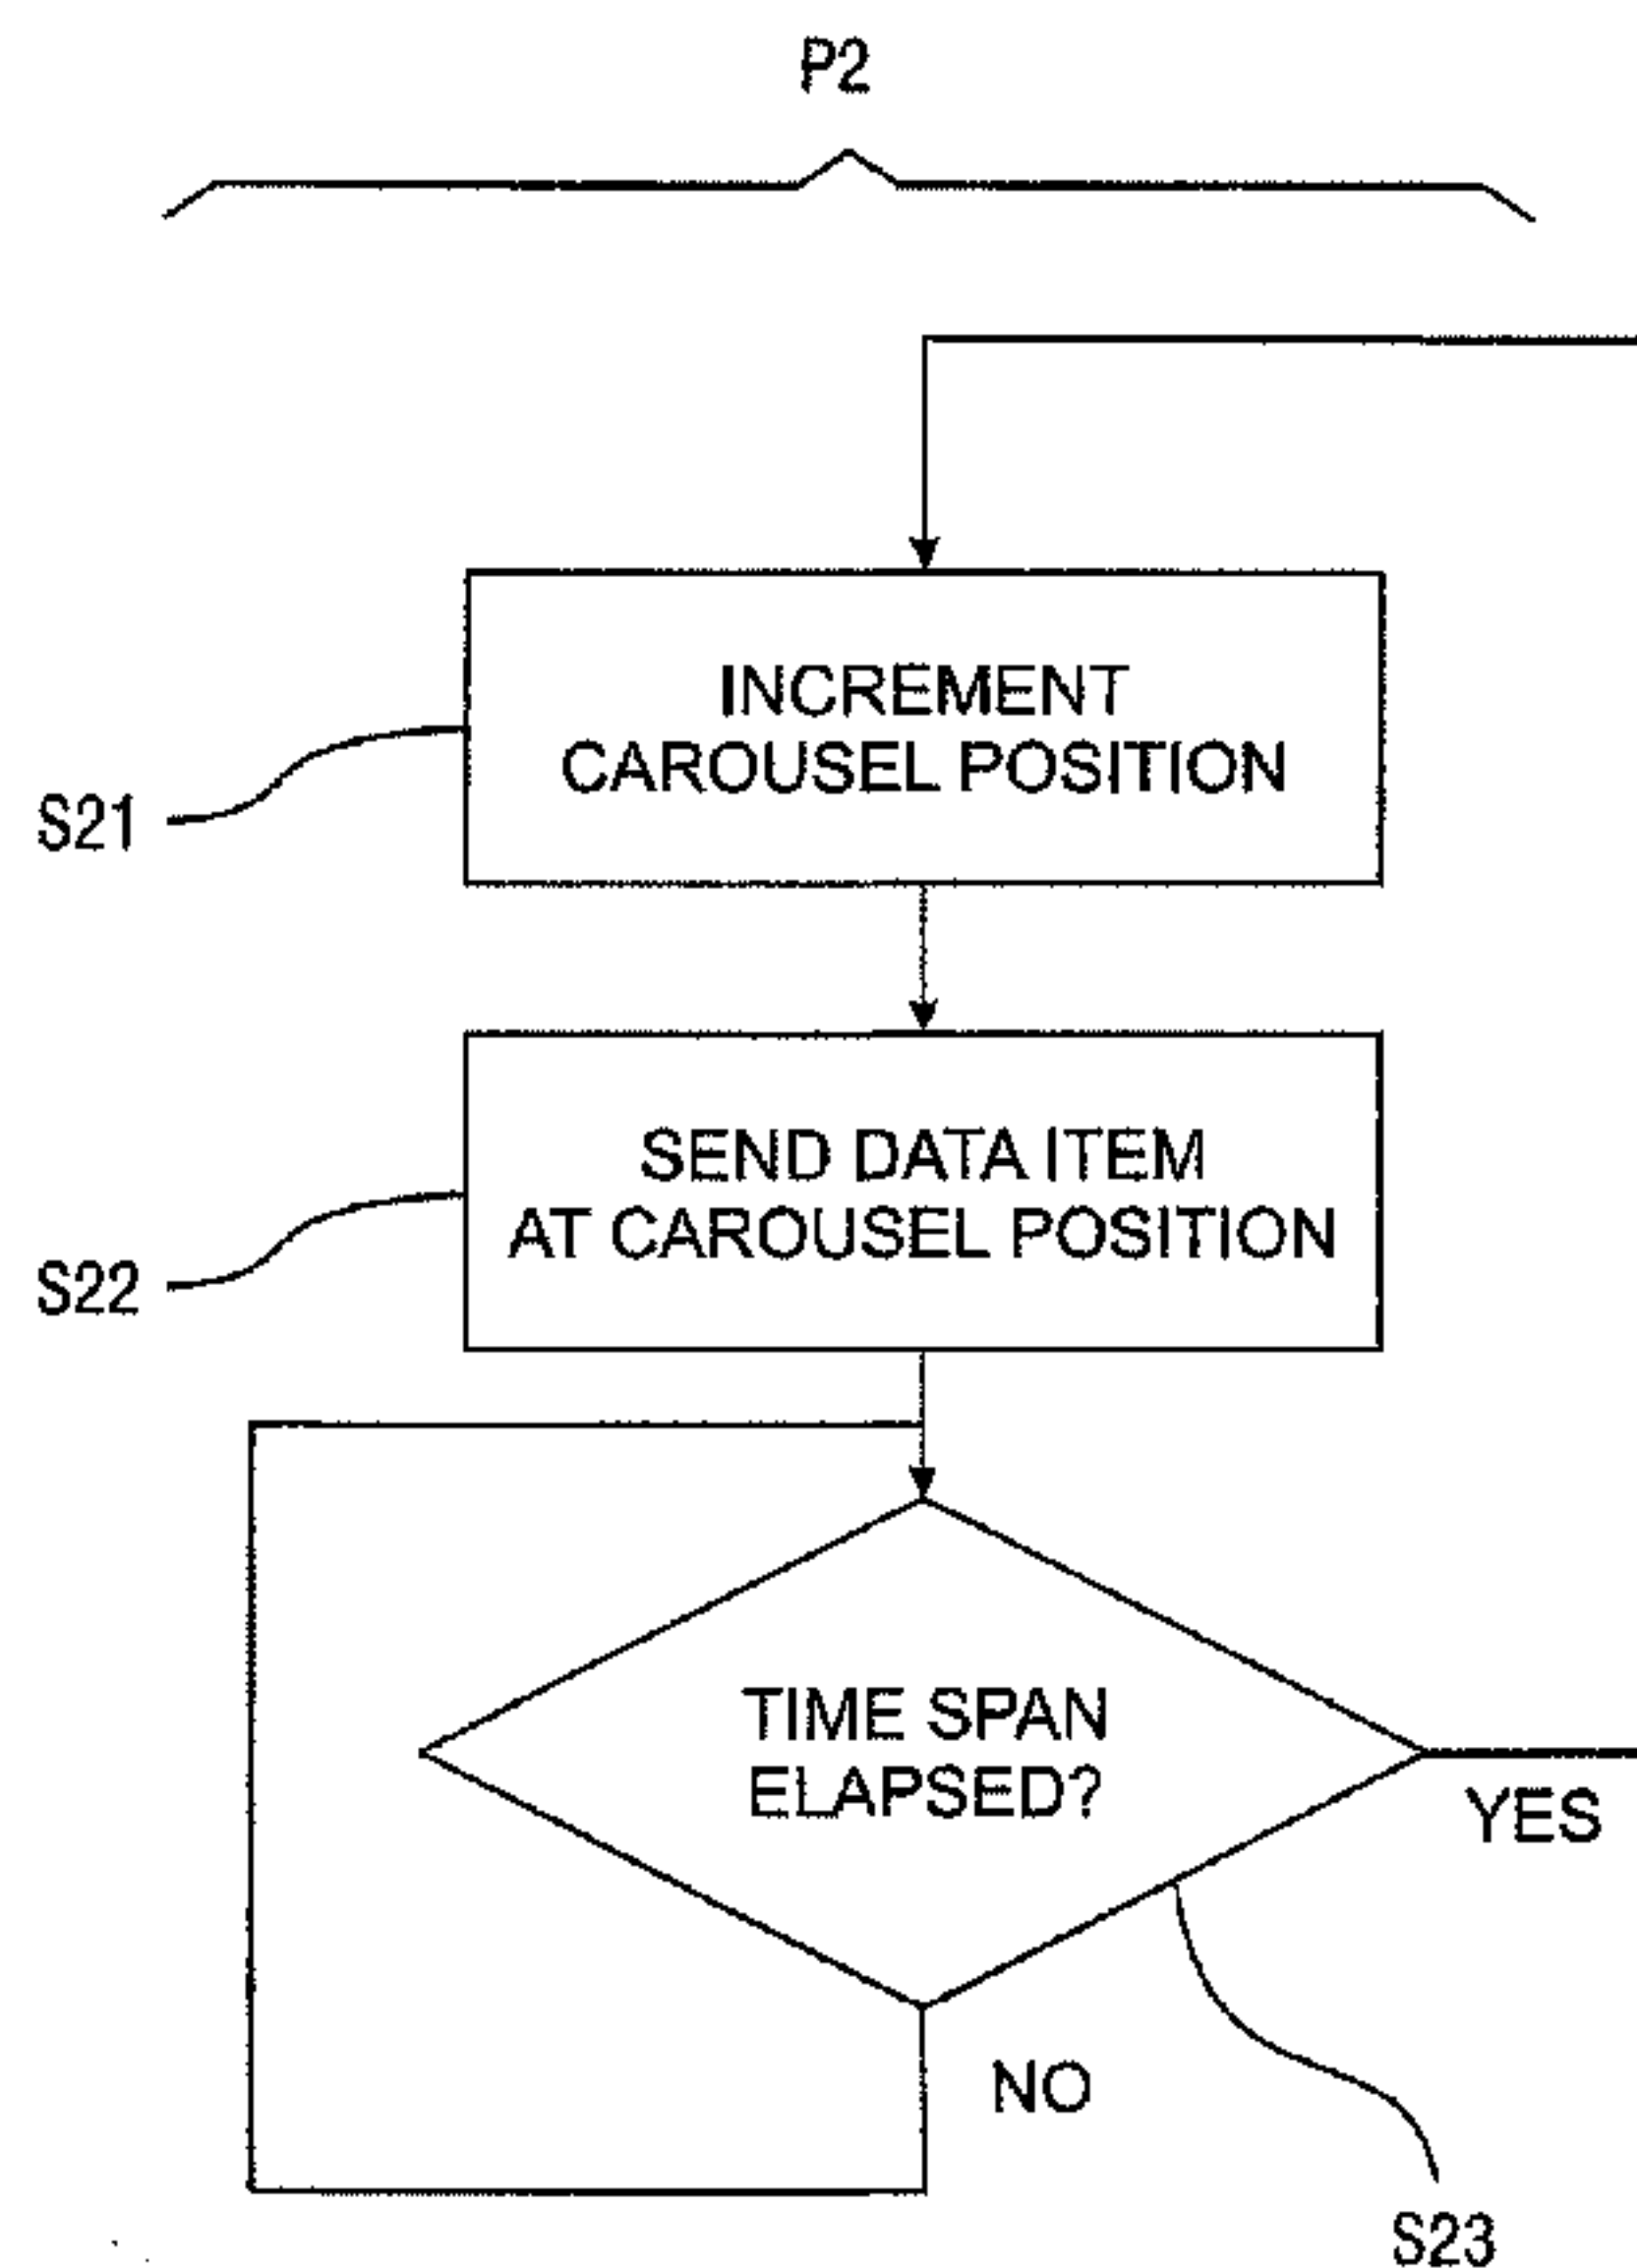 P2
INCREMENT
CAROUSEL POSITION
S21
SEND DATA ITEM
AT CAROUSEL POSITION
S22
TIME SPAN
ELAPSED?
YES
NO
S23